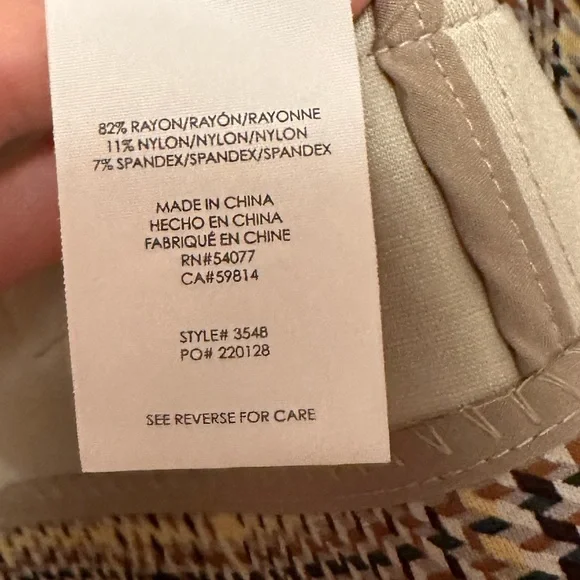 82% RAYON/RAYÓN/RAYONNE
11% NYLON/NYLON/NYLON
7% SPANDEX/SPANDEX/SPANDEX
MADE IN CHINA
HECHO EN CHINA
FABRIQUÉ EN CHINE
RN#54077
CA#59814
STYLE# 3548
PO# 220128
SEE REVERSE FOR CARE